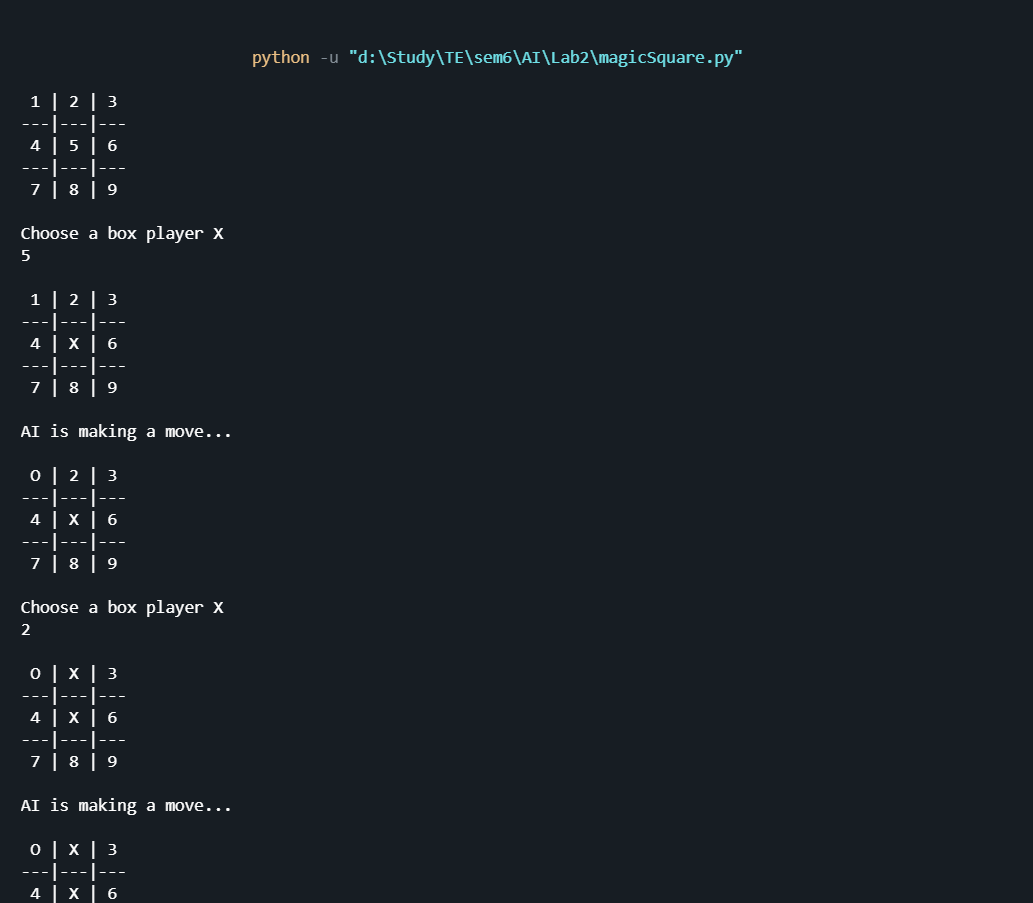 python -u "d:\Study\TE\sem6\AI\Lab2\magicSquare.py"
 1 | 2 | 3
---|---|---
 4 | 5 | 6
---|---|---
 7 | 8 | 9
Choose a box player X
5
 1 | 2 | 3
---|---|---
 4 | X | 6
---|---|---
 7 | 8 | 9
AI is making a move...
 O | 2 | 3
---|---|---
 4 | X | 6
---|---|---
 7 | 8 | 9
Choose a box player X
2
 O | X | 3
---|---|---
 4 | X | 6
---|---|---
 7 | 8 | 9
AI is making a move...
 O | X | 3
---|---|---
 4 | X | 6